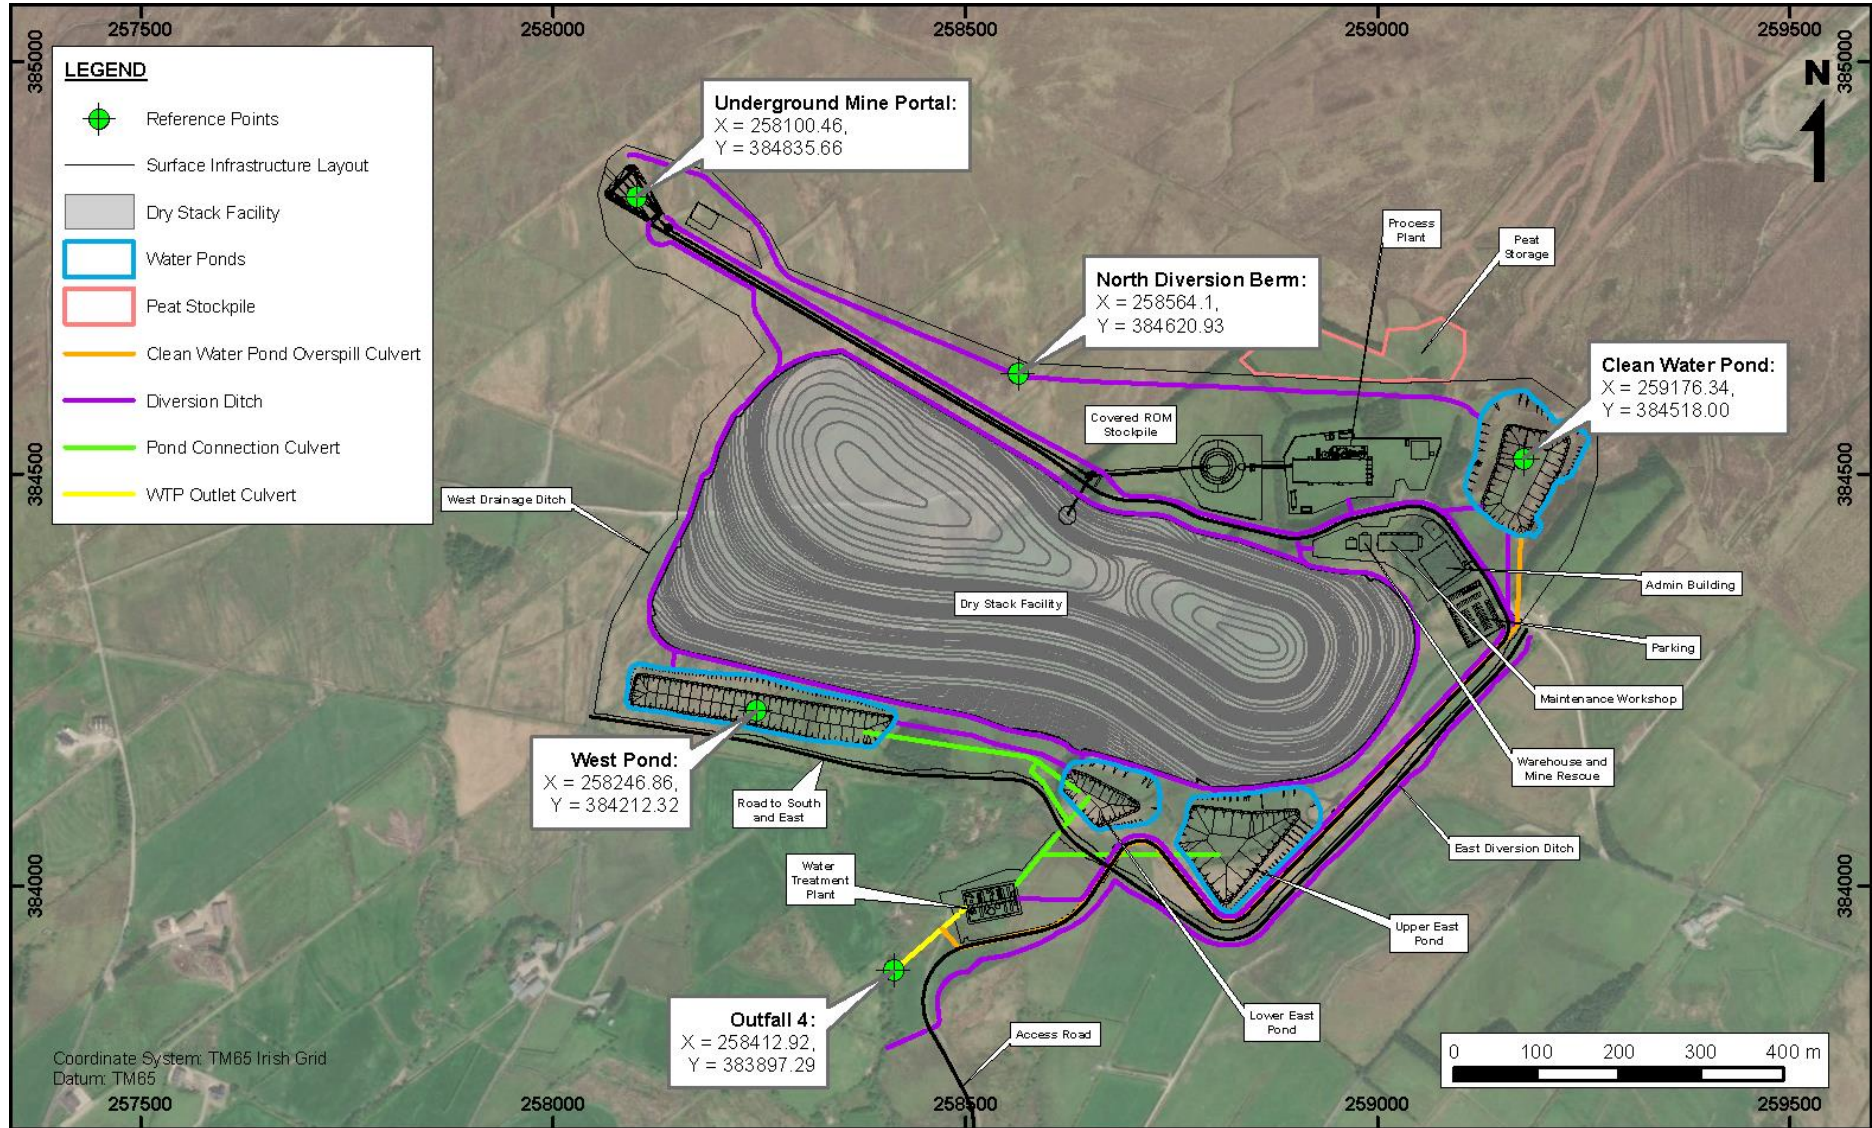 257500
258000
258500
259000
259500
385000
385000
LEGEND
Reference Points
Surface Infrastructure Layout
Dry Stack Facility
Water Ponds
Peat Stockpile
Clean Water Pond Overspill Culvert
Diversion Ditch
Pond Connection Culvert
WTP Outlet Culvert
N
Underground Mine Portal:
X = 258100.46,
Y = 384835.66
Process
Plant
Peat
Storage
North Diversion Berm:
X = 258564.1,
Y = 384620.93
Clean Water Pond:
X = 259176.34,
Y = 384518.00
Covered ROM
Stockpile
384500
384500
West Drainage Ditch
Dry Stack Facility
Admin Building
Parking
Maintenance Workshop
Warehouse and
Mine Rescue
West Pond:
X = 258246.86,
Y = 384212.32
Road to South
and East
East Diversion Ditch
Water
Treatment
Plant
384000
384000
Upper East
Pond
Lower East
Pond
Outfall 4:
X = 258412.92,
Y = 383897.29
Access Road
0 100 200 300 400 m
Coordinate System: TM65 Irish Grid
Datum: TM65
257500
258000
258500
259000
259500